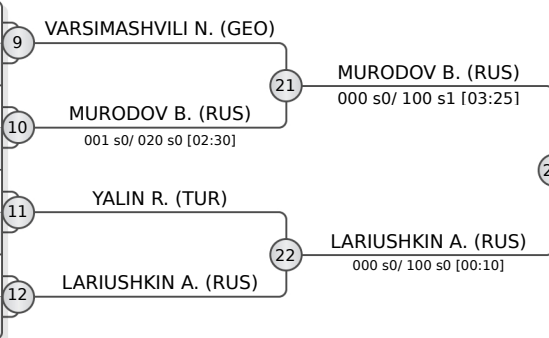 VARSIMASHVILI N. (GEO)
9
21
MURODOV B. (RUS)
000 s0/ 100 s1 [03:25]
MURODOV B. (RUS)
10
001 s0/ 020 s0 [02:30]
YALIN R. (TUR)
11
22
LARIUSHKIN A. (RUS)
000 s0/ 100 s0 [00:10]
LARIUSHKIN A. (RUS)
12